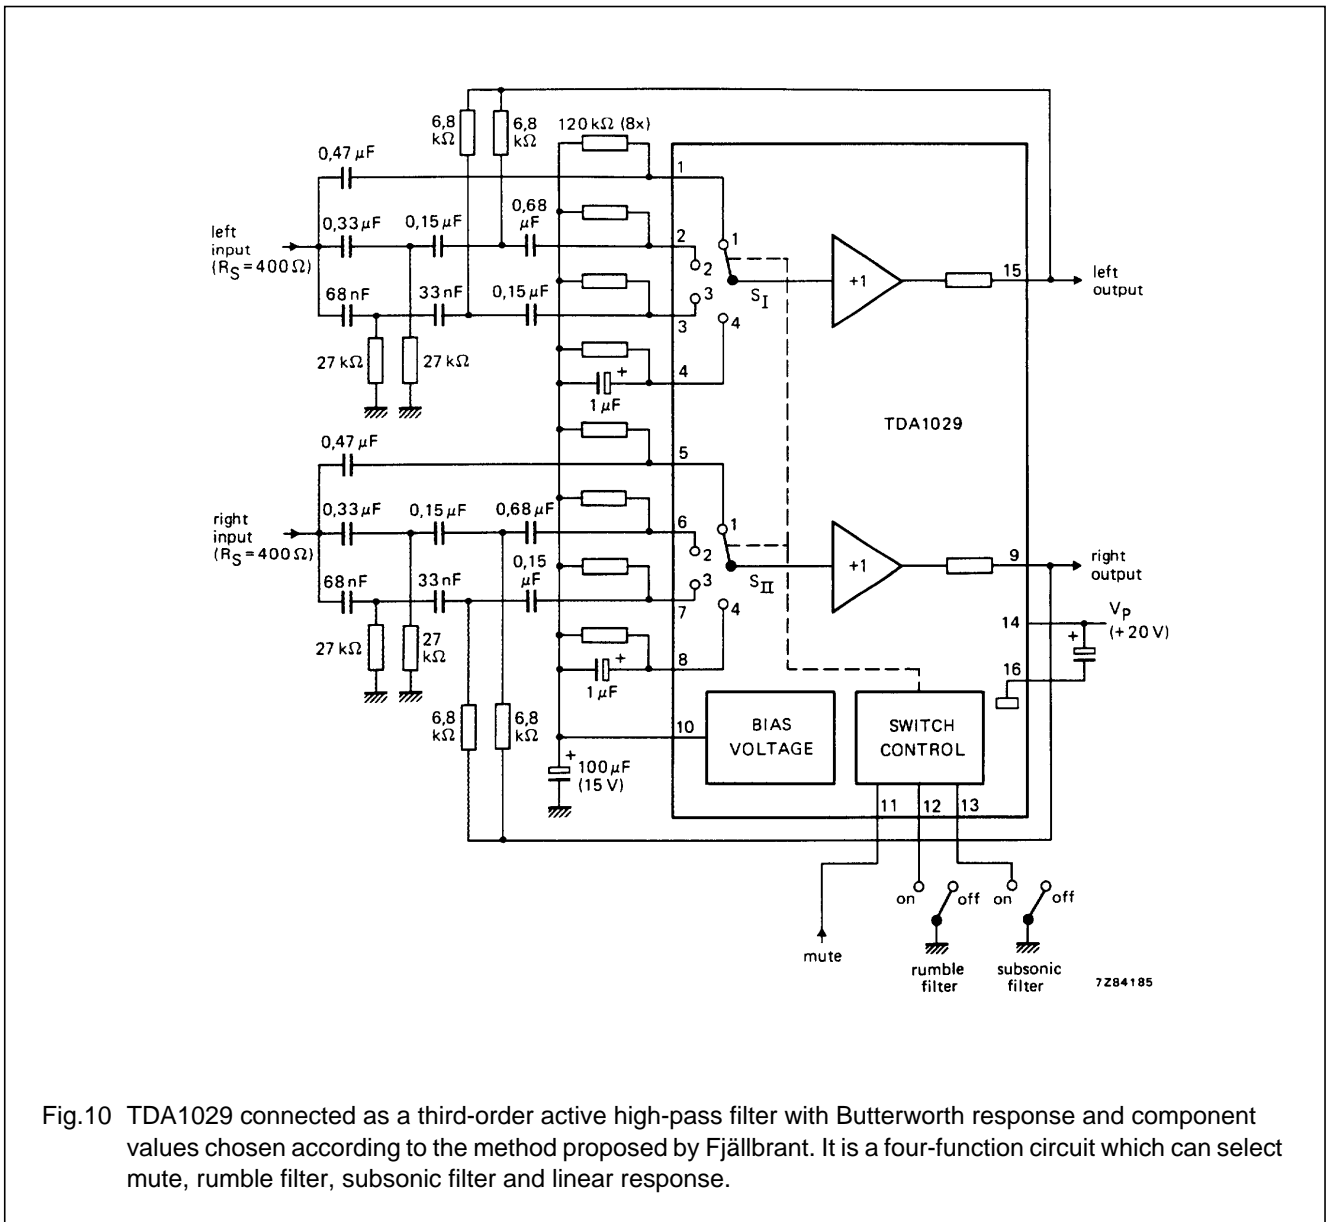 6,8
kΩ
6,8
kΩ
120 kΩ (8x)
0,47 μF
1
0,33 μF
0,15 μF
0,68
μF
left
input
(RS = 400 Ω)
2
1
2
+1
15
left
output
68 nF
33 nF
0,15 μF
3
SI
3
4
27 kΩ
27 kΩ
4
+
1 μF
TDA1029
0,47 μF
5
0,33 μF
0,15 μF
0,68 μF
right
input
(RS = 400 Ω)
6
1
2
+1
9
right
output
68 nF
33 nF
0,15
μF
3
SII
7
4
14
VP
(+ 20 V)
+
27 kΩ
27
kΩ
8
+
1 μF
16
6,8
kΩ
6,8
kΩ
10
BIAS
VOLTAGE
SWITCH
CONTROL
+
100 μF
(15 V)
11
12
13
on
off
on
off
mute
rumble
filter
subsonic
filter
7Z84185
Fig.10 TDA1029 connected as a third-order active high-pass filter with Butterworth response and component
values chosen according to the method proposed by Fjällbrant. It is a four-function circuit which can select
mute, rumble filter, subsonic filter and linear response.